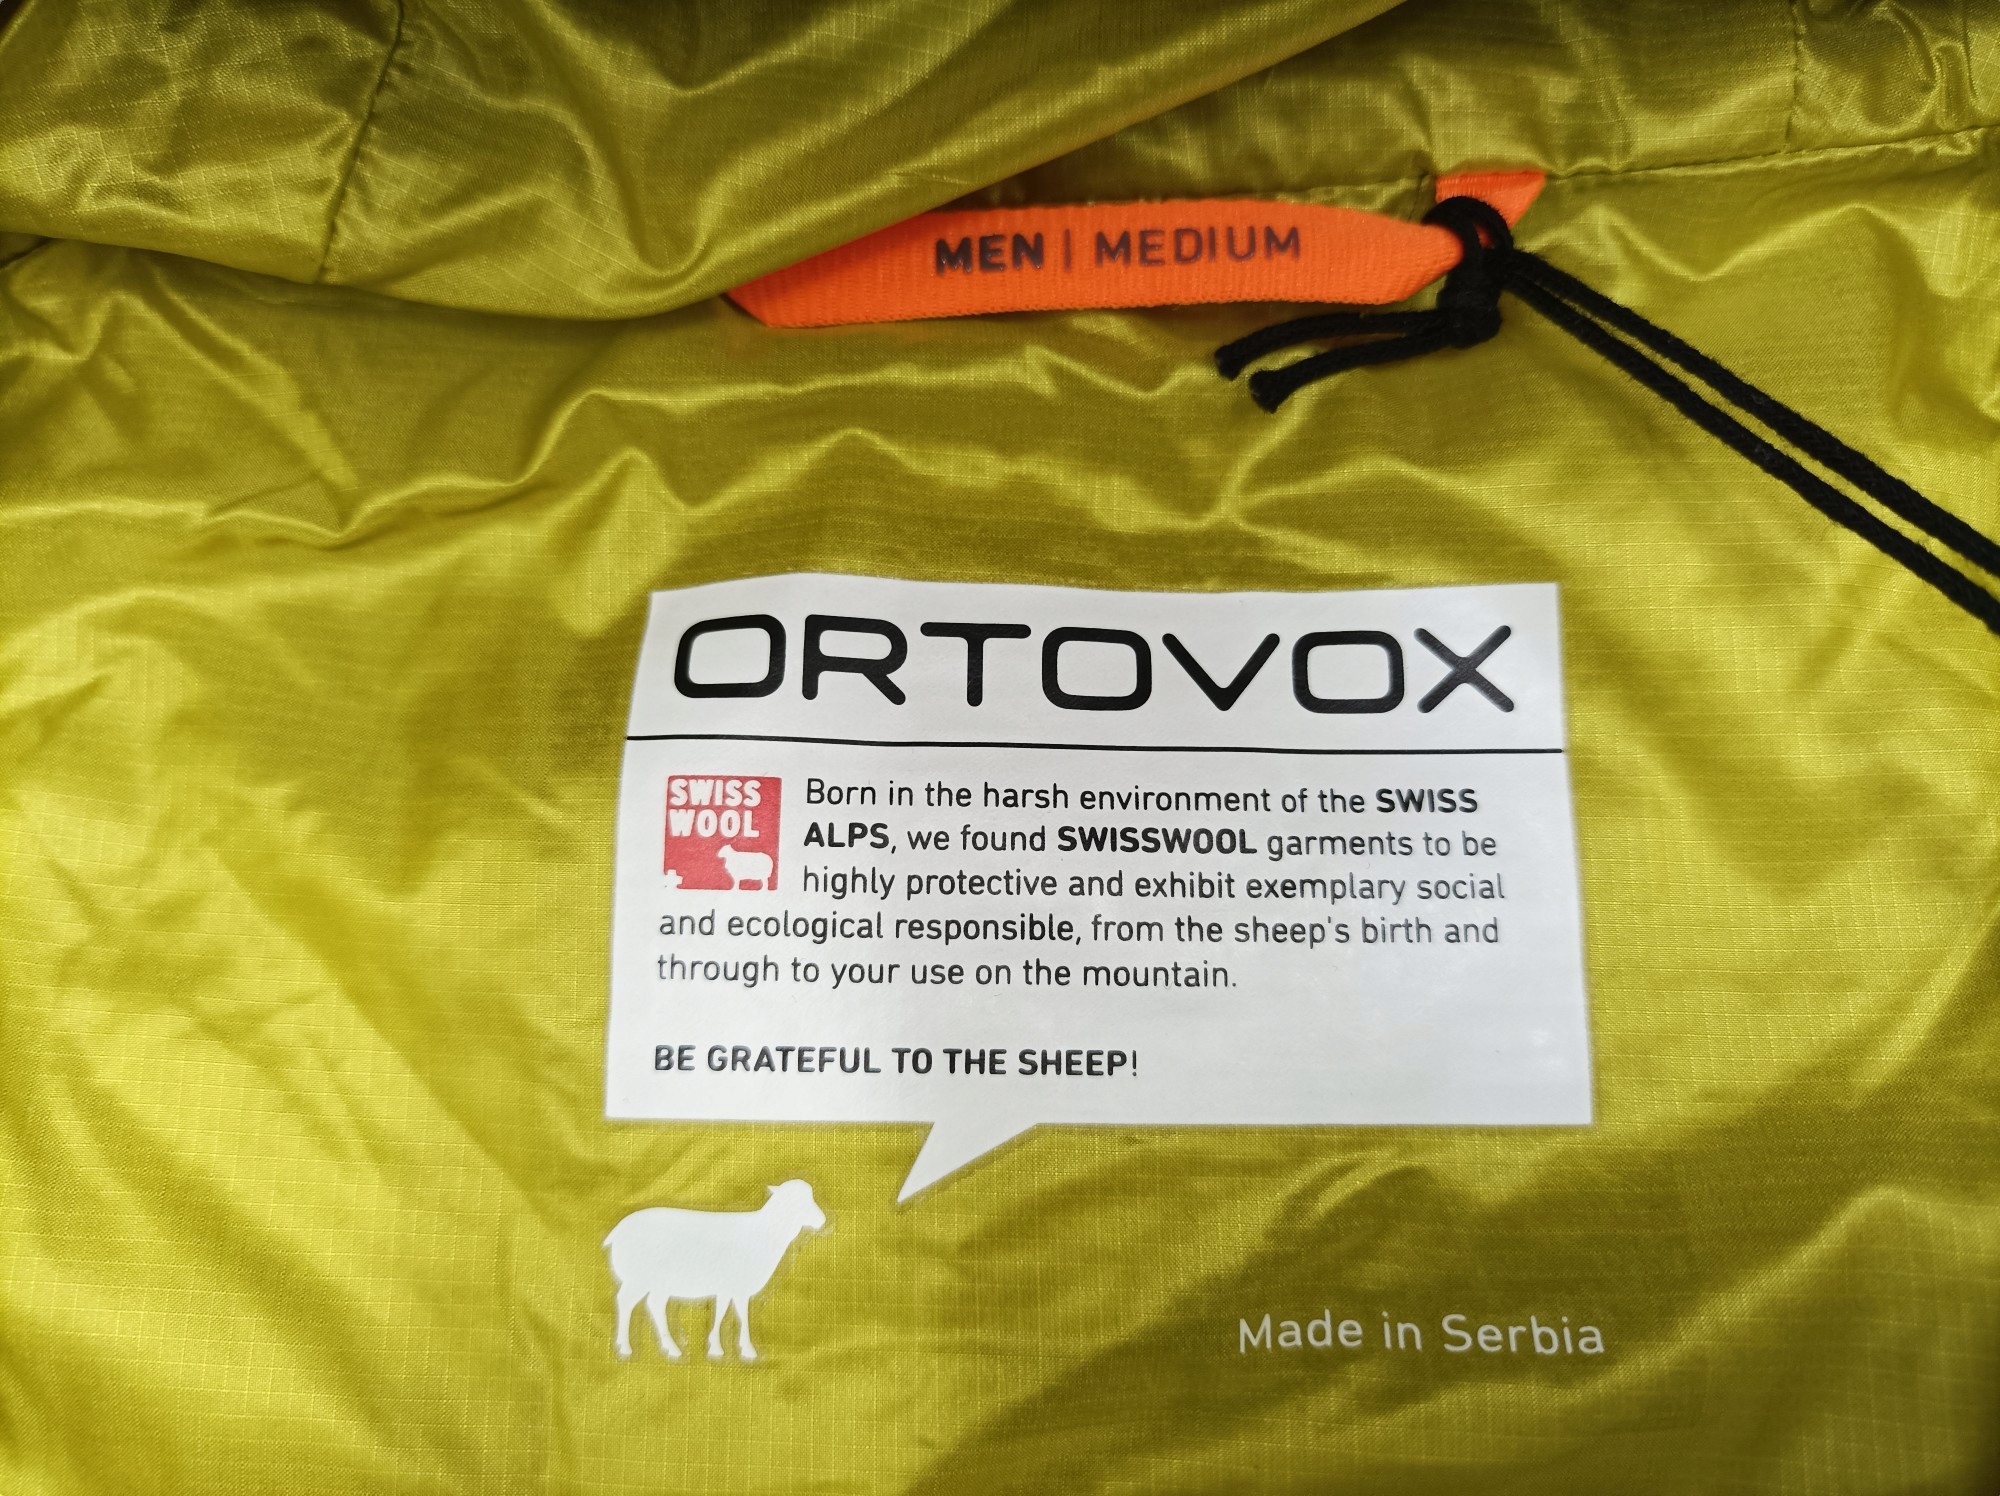 MEN | MEDIUM
ORTOVOX
SWISS
WOOL
Born in the harsh environment of the SWISS
ALPS, we found SWISSWOOL garments to be
highly protective and exhibit exemplary social
and ecological responsible, from the sheep's birth and
through to your use on the mountain.
BE GRATEFUL TO THE SHEEP!
Made in Serbia